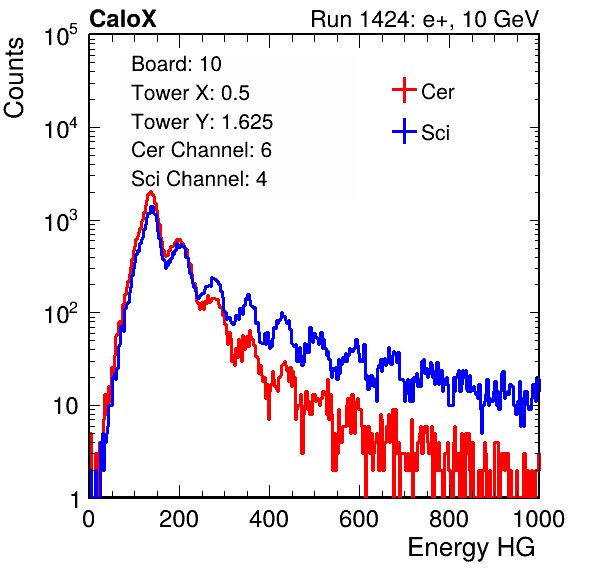 CaloX Run 1424: e+, 10 GeV
Counts
10^5
10^4
10^3
10^2
10
1
Board: 10
Tower X: 0.5
Tower Y: 1.625
Cer Channel: 6
Sci Channel: 4
Cer
Sci
0 200 400 600 800 1000
Energy HG